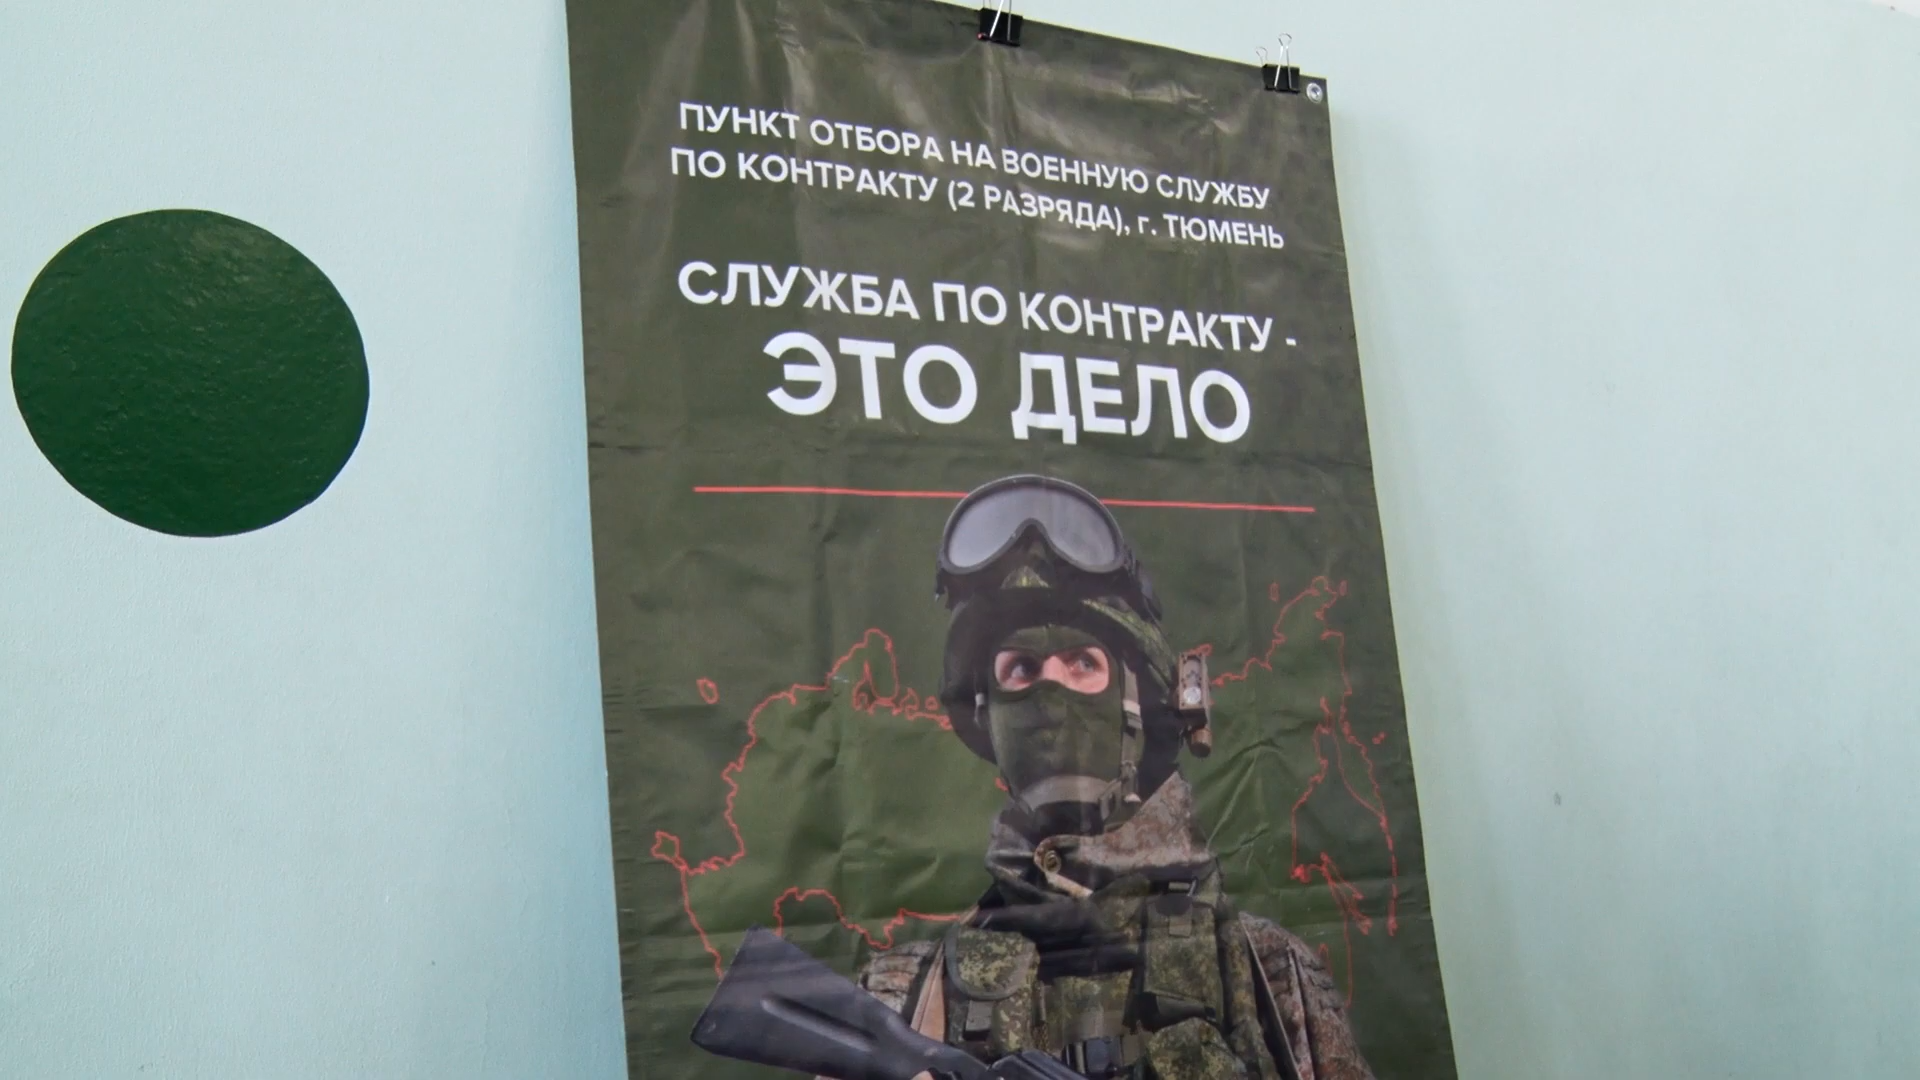 ПУНКТ ОТБОРА НА ВОЕННУЮ СЛУЖБУ
ПО КОНТРАКТУ (2 РАЗРЯДА), г. ТЮМЕНЬ
СЛУЖБА ПО КОНТРАКТУ -
ЭТО ДЕЛО